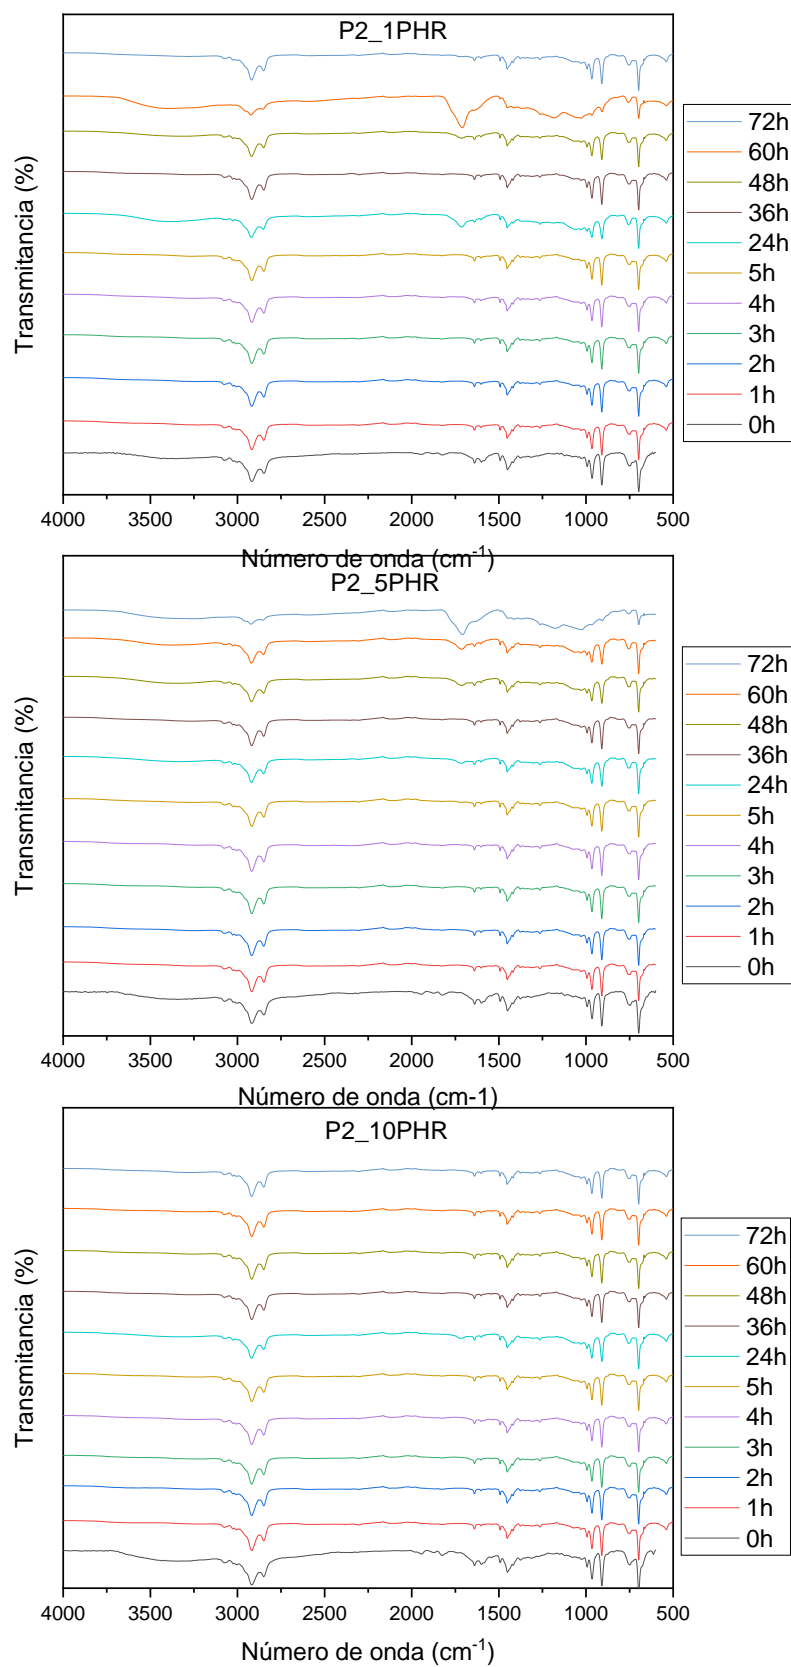 P2_1PHR
Transmitancia (%)
72h
60h
48h
36h
24h
5h
4h
3h
2h
1h
0h
4000 3500 3000 2500 2000 1500 1000 500
Número de onda (cm-1)
P2_5PHR
Transmitancia (%)
72h
60h
48h
36h
24h
5h
4h
3h
2h
1h
0h
4000 3500 3000 2500 2000 1500 1000 500
Número de onda (cm-1)
P2_10PHR
Transmitancia (%)
72h
60h
48h
36h
24h
5h
4h
3h
2h
1h
0h
4000 3500 3000 2500 2000 1500 1000 500
Número de onda (cm-1)